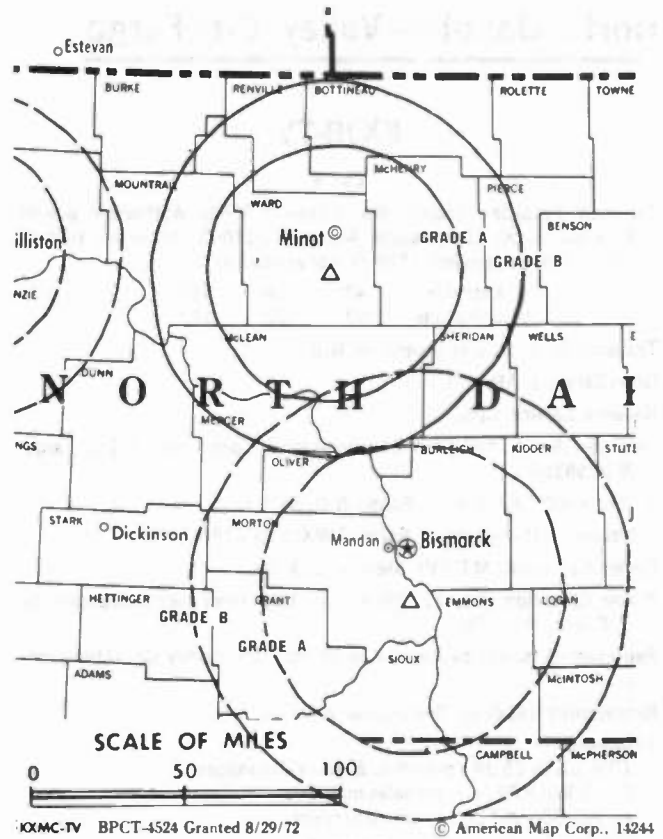 Estevan
BURKE
RENVILLE
BOTTINEAU
ROLETTE
TOWNE
MOUNTRAIL
WARD
McHENRY
PIERCE
BENSON
Minot
GRADE A
GRADE B
illiston
NZIE
McLEAN
SHERIDAN
WELLS
DUNN
NORTH DA
MERCER
NGS
OLIVER
BURLEIGH
KIDDER
STUTE
STARK
Dickinson
MORTON
Mandan
Bismarck
HETTINGER
GRADE B
GRANT
GRADE A
EMMONS
LOGAN
SIOUX
ADAMS
McINTOSH
SCALE OF MILES
CAMPBELL
McPHERSON
0 50 100
KXMC-TV BPCT-4524 Granted 8/29/72
© American Map Corp., 14244